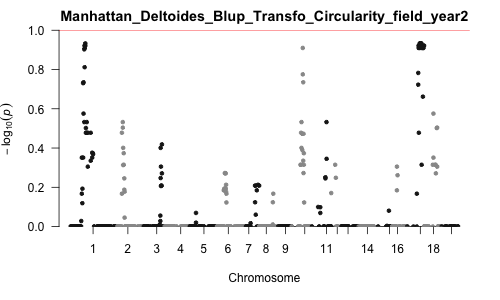 Manhattan_Deltoides_Blup_Transfo_Circularity_field_year2
− log10(p)
1.0
0.8
0.6
0.4
0.2
0.0
1 2 3 4 5 6 7 8 9 11 14 16 18
Chromosome